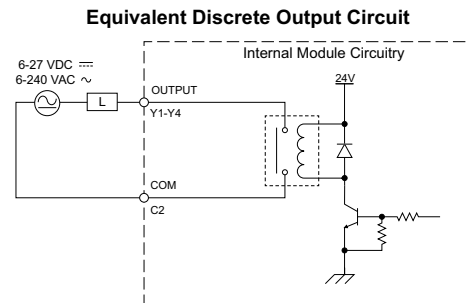 Equivalent Discrete Output Circuit
Internal Module Circuitry
6-27 VDC ⎓
6-240 VAC ∿
24V
L
OUTPUT
Y1-Y4
COM
C2